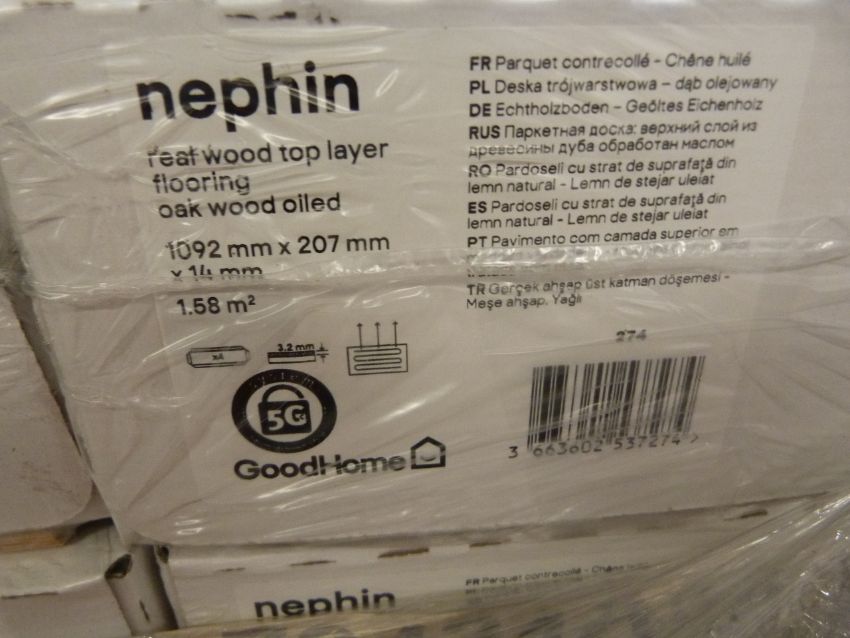 nephin
real wood top layer
flooring
oak wood oiled
1092 mm x 207 mm
x 14 mm
1.58 m²
x4
3.2 mm
system
5G
GoodHome
FR Parquet contrecollé - Chêne huilé
PL Deska trójwarstwowa – dąb olejowany
DE Echtholzboden - Geöltes Eichenholz
RUS Паркетная доска: верхний слой из
древесины дуба обработан маслом
RO Pardoseli cu strat de suprafață din
lemn natural - Lemn de stejar uleiat
ES Pardoseli cu strat de suprafață din
lemn natural - Lemn de stejar uleiat
PT Pavimento com camada superior em
TR Gerçek ahşap üst katman döşemesi -
Meşe ahşap, Yağlı
274
3 663602 537274 >
FR Parquet contrecollé - Chêne
nephin